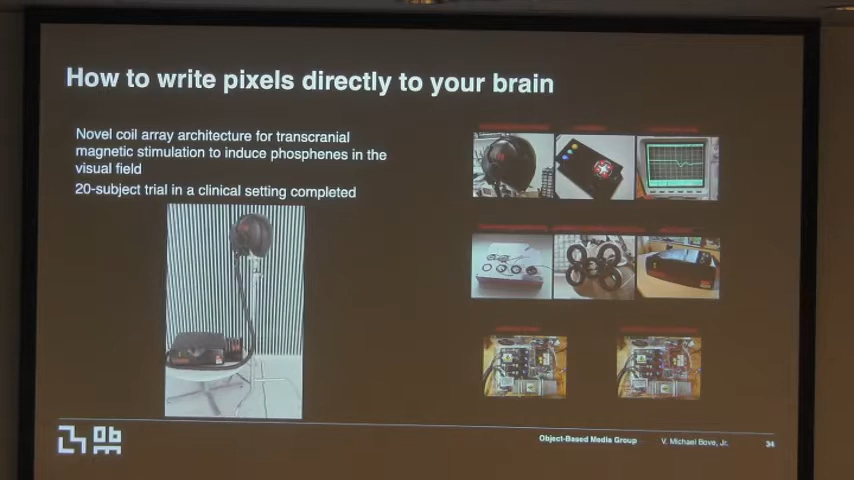 How to write pixels directly to your brain
Novel coil array architecture for transcranial
magnetic stimulation to induce phosphenes in the
visual field
20-subject trial in a clinical setting completed
Object-Based Media Group
V. Michael Bove, Jr.
34